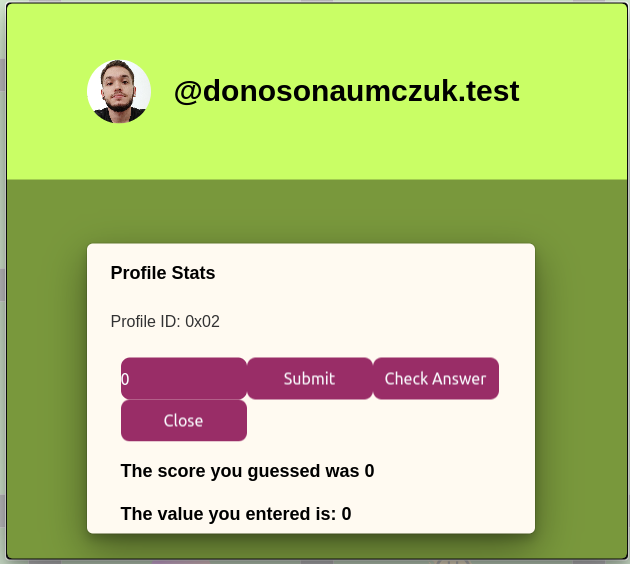 @donosonaumczuk.test
Profile Stats
Profile ID: 0x02
0 Submit Check Answer
Close
The score you guessed was 0
The value you entered is: 0